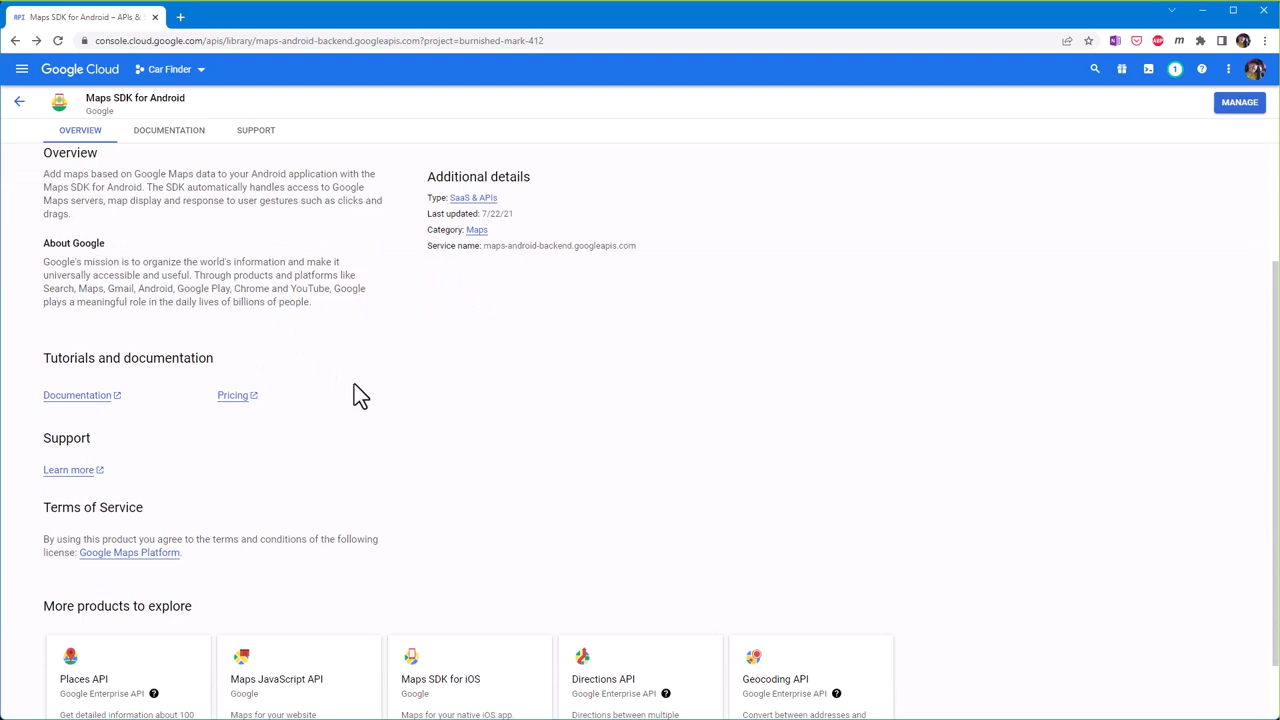 API Maps SDK for Android – APIs & S
console.cloud.google.com/apis/library/maps-android-backend.googleapis.com?project=burnished-mark-412
Google Cloud Car Finder 1
Maps SDK for Android
Google
MANAGE
OVERVIEW DOCUMENTATION SUPPORT
Overview
Add maps based on Google Maps data to your Android application with the
Maps SDK for Android. The SDK automatically handles access to Google
Maps servers, map display and response to user gestures such as clicks and
drags.
About Google
Google's mission is to organize the world's information and make it
universally accessible and useful. Through products and platforms like
Search, Maps, Gmail, Android, Google Play, Chrome and YouTube, Google
plays a meaningful role in the daily lives of billions of people.
Additional details
Type: SaaS & APIs
Last updated: 7/22/21
Category: Maps
Service name: maps-android-backend.googleapis.com
Tutorials and documentation
Documentation Pricing
Support
Learn more
Terms of Service
By using this product you agree to the terms and conditions of the following
license: Google Maps Platform.
More products to explore
Places API
Google Enterprise API
Get detailed information about 100
Maps JavaScript API
Google
Maps for your website
Maps SDK for iOS
Google
Maps for your native iOS app.
Directions API
Google Enterprise API
Directions between multiple
Geocoding API
Google Enterprise API
Convert between addresses and